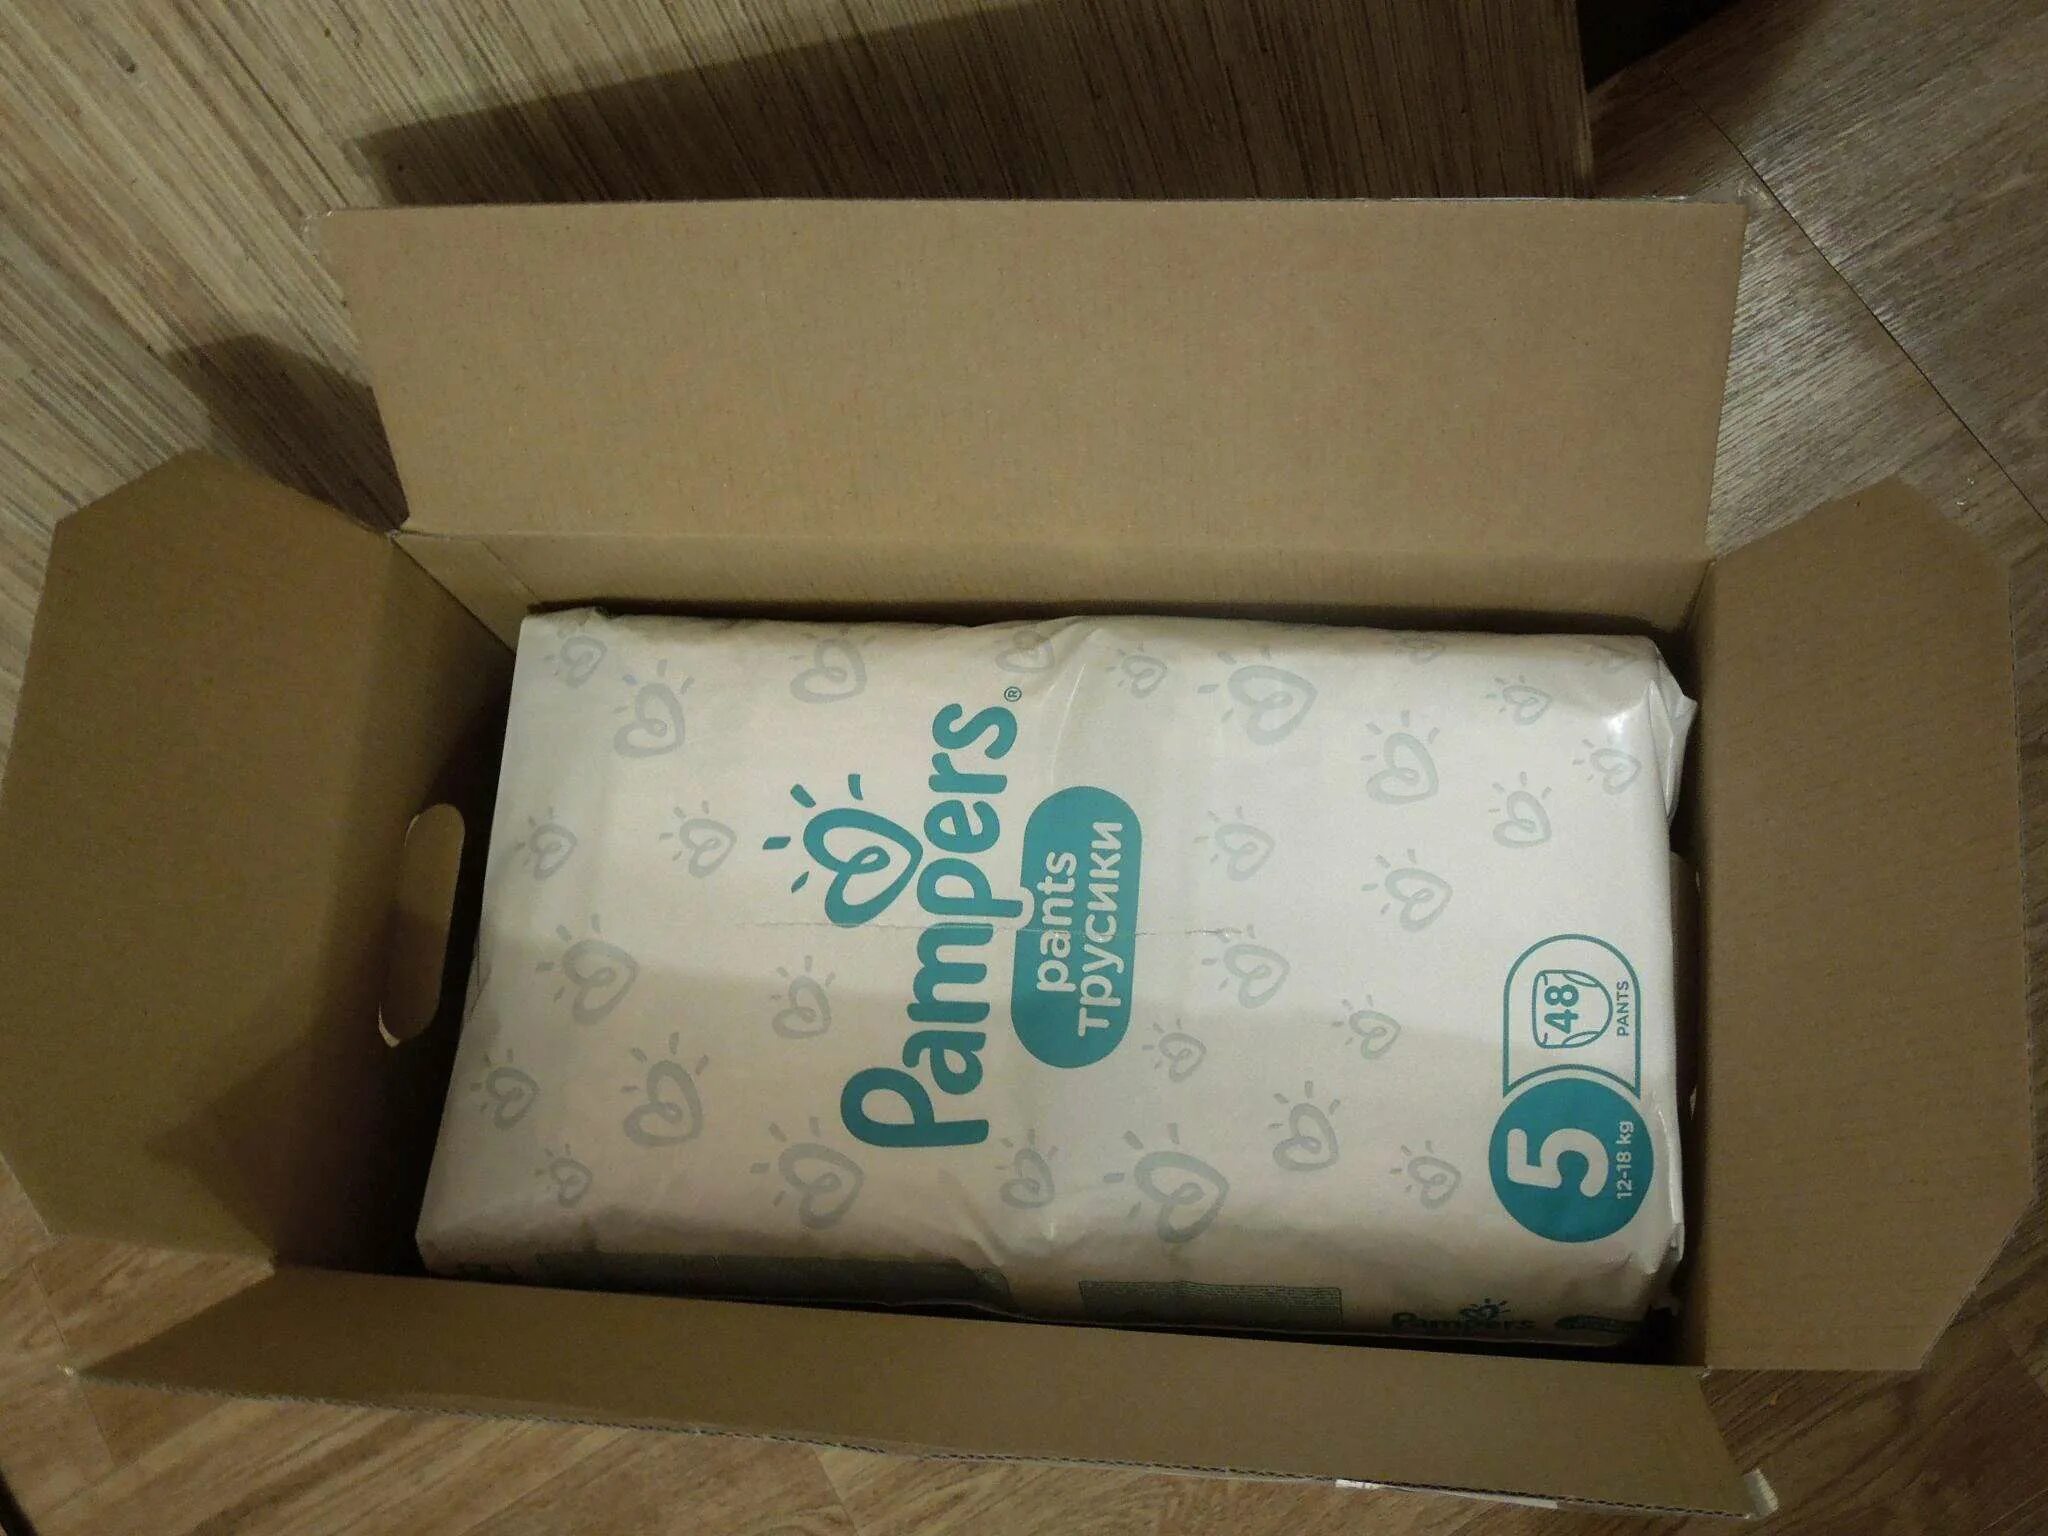 Pampers®
pants
трусики
5
12-18 kg
48
PANTS
Pampers